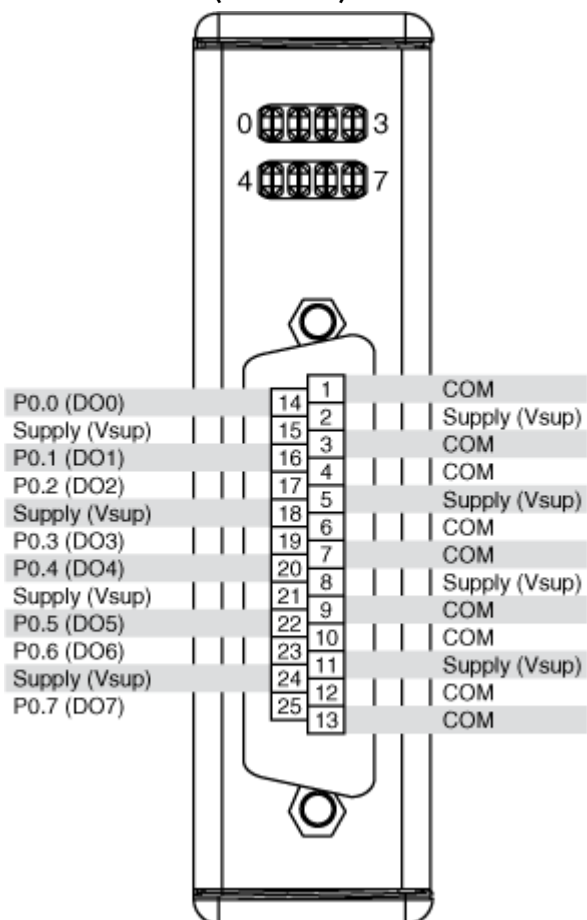 0 3
4 7
1 COM
P0.0 (DO0) 14
2 Supply (Vsup)
Supply (Vsup) 15
3 COM
P0.1 (DO1) 16
4 COM
P0.2 (DO2) 17
5 Supply (Vsup)
Supply (Vsup) 18
6 COM
P0.3 (DO3) 19
7 COM
P0.4 (DO4) 20
8 Supply (Vsup)
Supply (Vsup) 21
9 COM
P0.5 (DO5) 22
10 COM
P0.6 (DO6) 23
11 Supply (Vsup)
Supply (Vsup) 24
12 COM
P0.7 (DO7) 25
13 COM